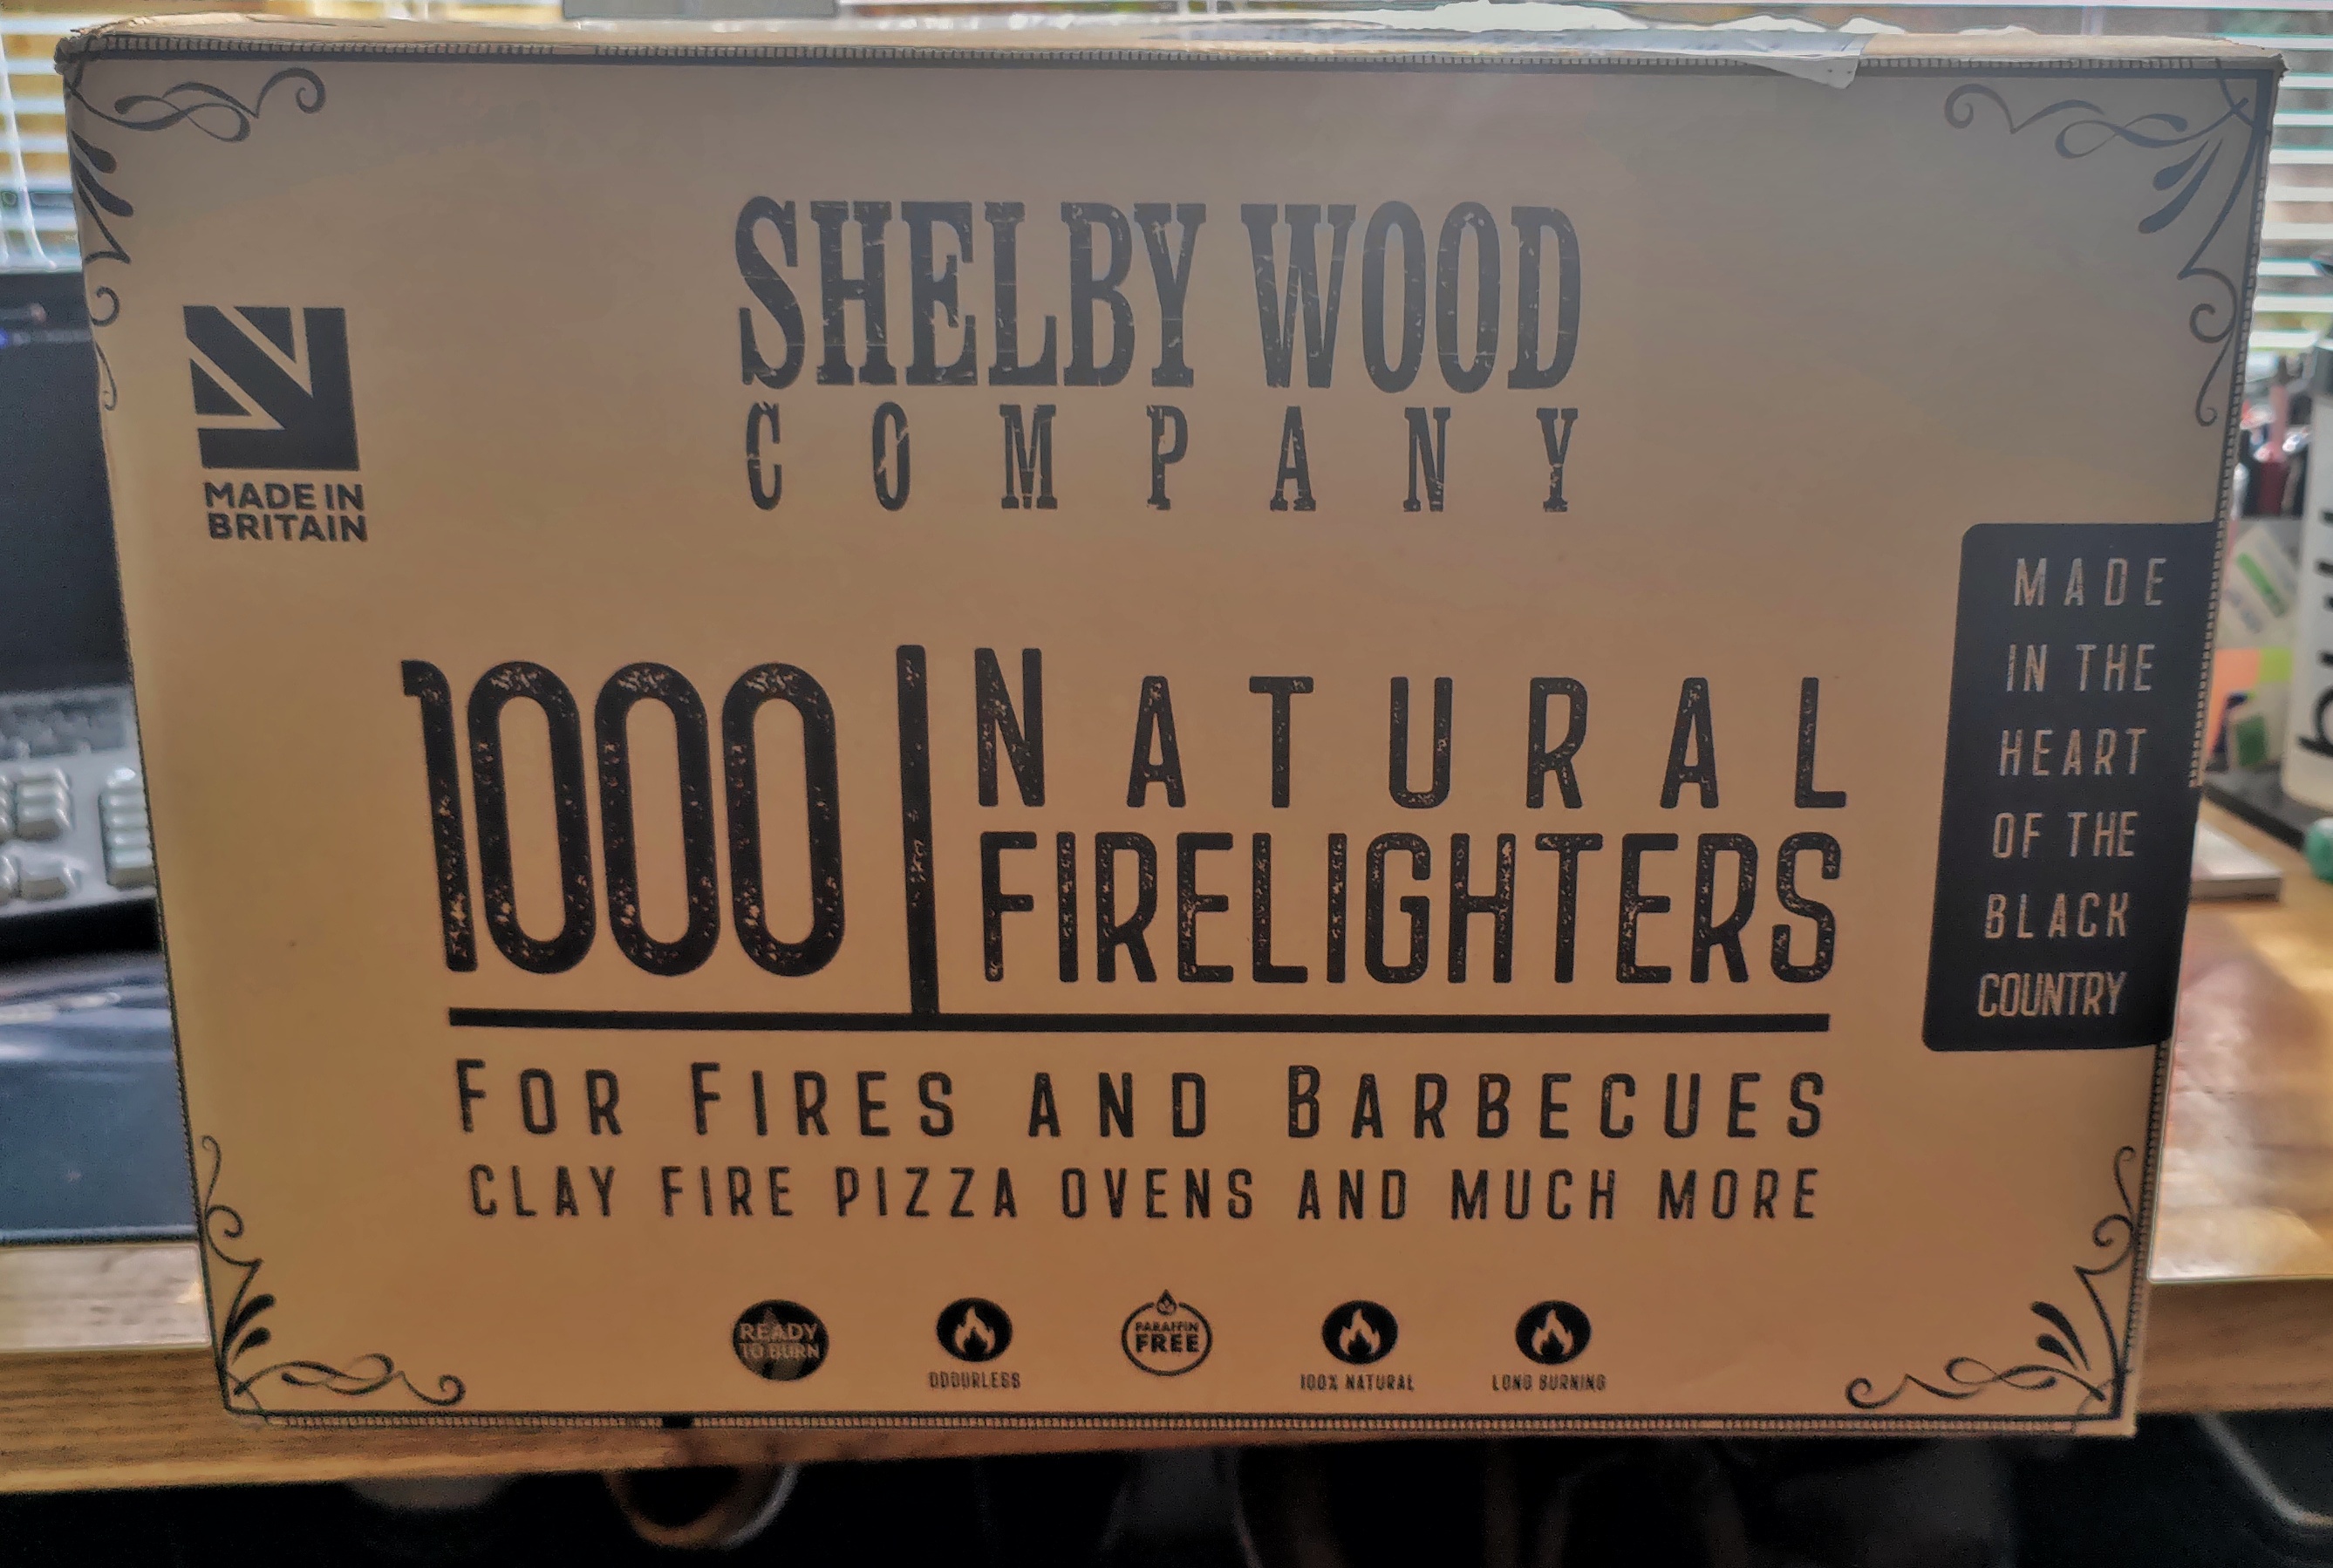 SHELBY WOOD
COMPANY
MADE IN
BRITAIN
1000
NATURAL
FIRELIGHTERS
FOR FIRES AND BARBECUES
CLAY FIRE PIZZA OVENS AND MUCH MORE
MADE
IN THE
HEART
OF THE
BLACK
COUNTRY
READY
TO BURN
ODOURLESS
PARAFFIN
FREE
100% NATURAL
LONG BURNING